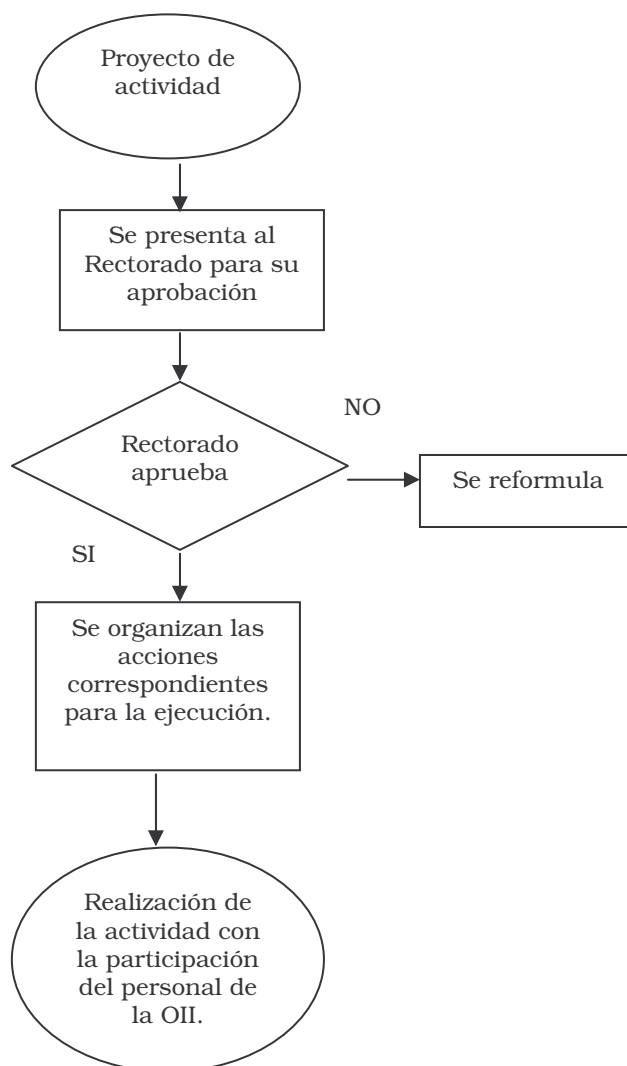 Proyecto de
actividad
Se presenta al
Rectorado para su
aprobación
NO
Rectorado
aprueba
Se reformula
SI
Se organizan las
acciones
correspondientes
para la ejecución.
Realización de
la actividad con
la participación
del personal de
la OII.